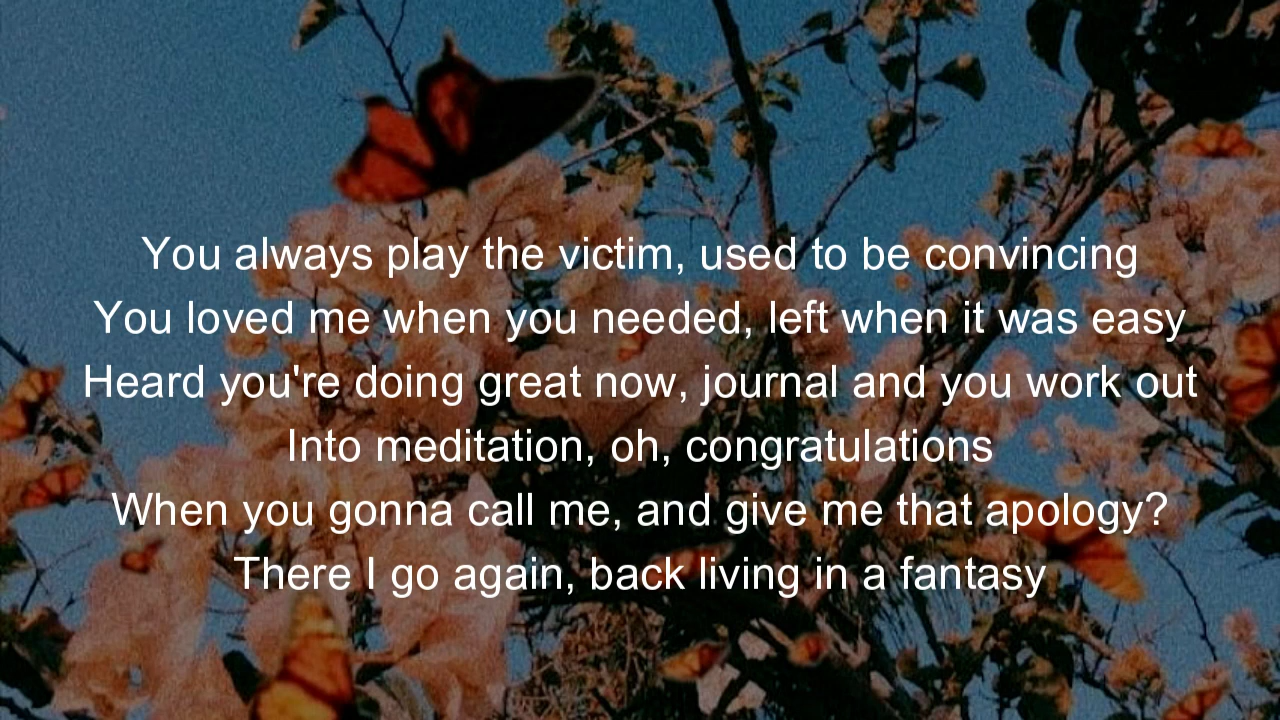 You always play the victim, used to be convincing
You loved me when you needed, left when it was easy
Heard you're doing great now, journal and you work out
Into meditation, oh, congratulations
When you gonna call me, and give me that apology?
There I go again, back living in a fantasy